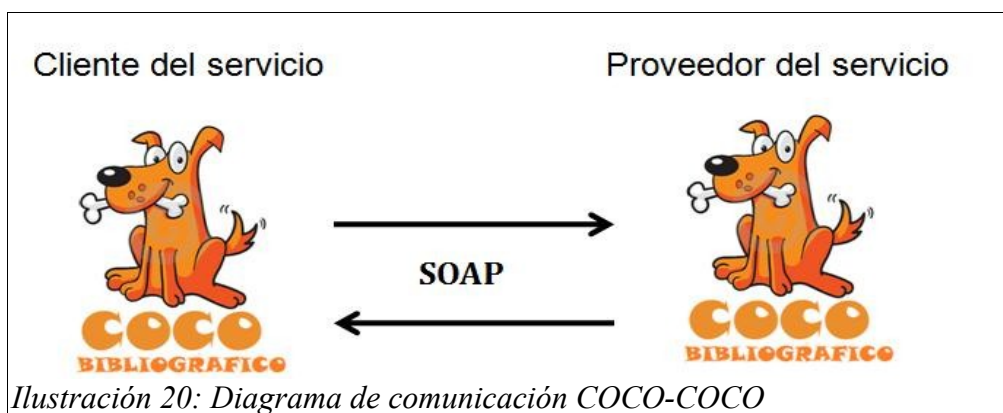 Cliente del servicio
Proveedor del servicio
SOAP
COCO
BIBLIOGRAFICO
COCO
BIBLIOGRAFICO
Ilustración 20: Diagrama de comunicación COCO-COCO